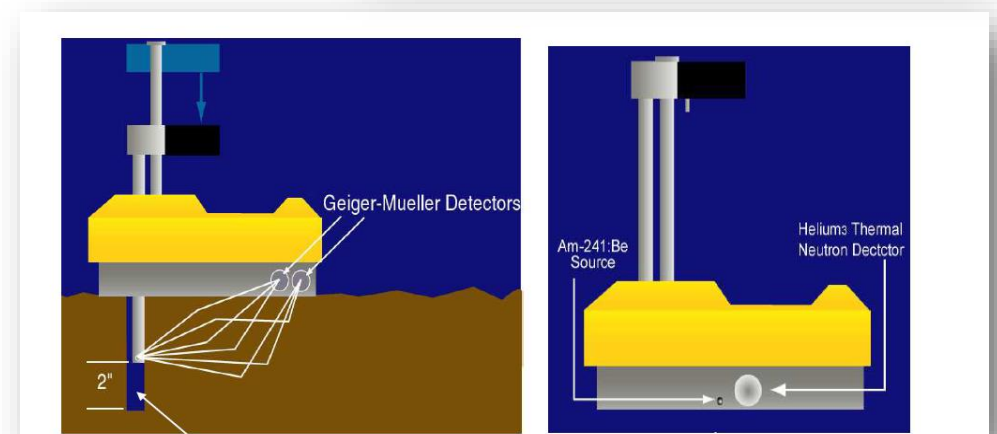 Geiger-Mueller Detectors
2"
Am-241:Be
Source
Helium3 Thermal
Neutron Dectctor